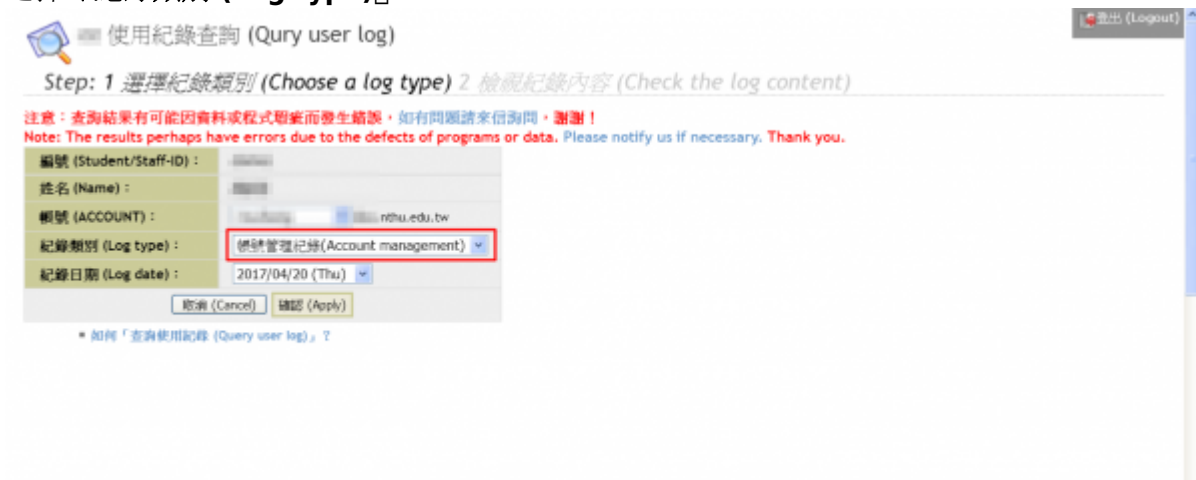 (Log type)』
登出 (Logout)
使用紀錄查詢 (Qury user log)
Step: 1 選擇紀錄類別 (Choose a log type) 2 檢視紀錄內容 (Check the log content)
注意：查詢結果有可能因資料或程式瑕疵而發生錯誤，如有問題請來信詢問，謝謝！
Note: The results perhaps have errors due to the defects of programs or data. Please notify us if necessary. Thank you.
編號 (Student/Staff-ID)：
姓名 (Name)：
帳號 (ACCOUNT)： nthu.edu.tw
紀錄類別 (Log type)： 帳號管理記錄(Account management)
紀錄日期 (Log date)： 2017/04/20 (Thu)
取消 (Cancel) 確認 (Apply)
如何「查詢使用記錄 (Query user log)」？